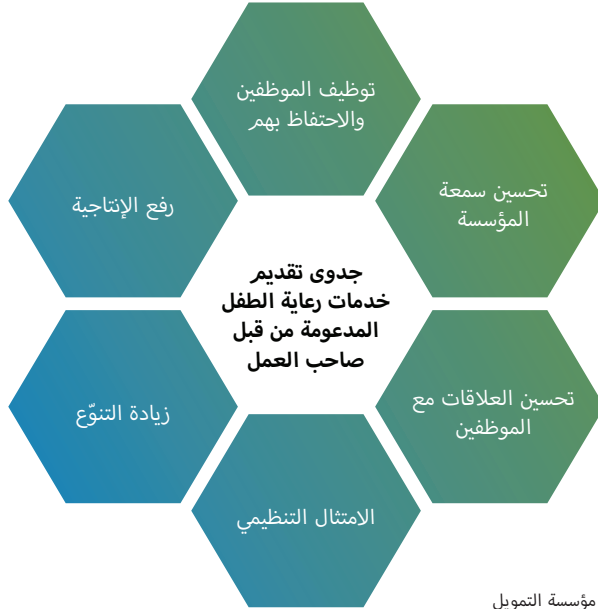 توظيف الموظفين
والاحتفاظ بهم
تحسين سمعة
المؤسسة
رفع الإنتاجية
جدوى تقديم
خدمات رعاية الطفل
المدعومة من قبل
صاحب العمل
تحسين العلاقات مع
الموظفين
زيادة التنوّع
الامتثال التنظيمي
مؤسسة التمويل